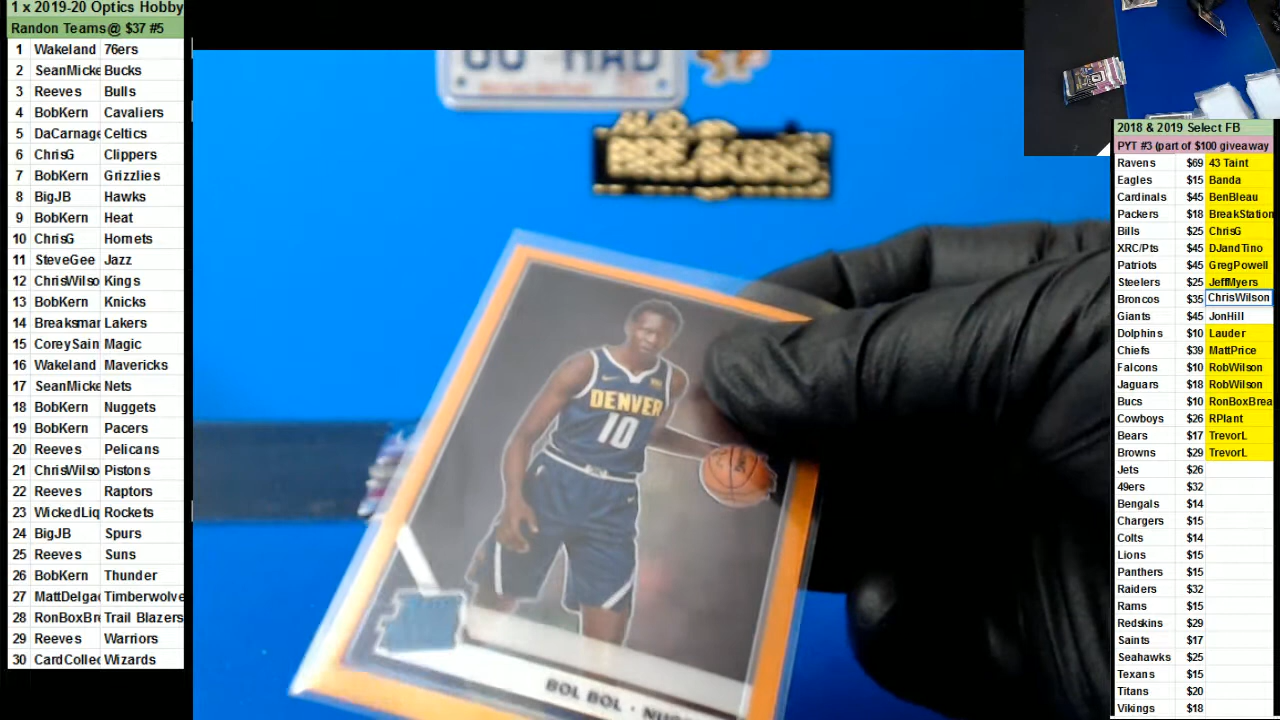 1 x 2019-20 Optics Hobby
Randon Teams@ $37 #5
1 Wakeland 76ers
2 SeanMicke Bucks
3 Reeves Bulls
4 BobKern Cavaliers
5 DaCarnage Celtics
6 ChrisG Clippers
7 BobKern Grizzlies
8 BigJB Hawks
9 BobKern Heat
10 ChrisG Hornets
11 SteveGee Jazz
12 ChrisWilso Kings
13 BobKern Knicks
14 Breaksmar Lakers
15 CoreySain Magic
16 Wakeland Mavericks
17 SeanMicke Nets
18 BobKern Nuggets
19 BobKern Pacers
20 Reeves Pelicans
21 ChrisWilso Pistons
22 Reeves Raptors
23 WickedLiq Rockets
24 BigJB Spurs
25 Reeves Suns
26 BobKern Thunder
27 MattDelgad Timberwolve
28 RonBoxBr Trail Blazers
29 Reeves Warriors
30 CardCollec Wizards
BREAKERS
DENVER
10
BOL BOL
2018 & 2019 Select FB
PYT #3 (part of $100 giveaway
Ravens $69 43 Taint
Eagles $15 Banda
Cardinals $45 BenBleau
Packers $18 BreakStation
Bills $25 ChrisG
XRC/Pts $45 DJandTino
Patriots $45 GregPowell
Steelers $25 JeffMyers
Broncos $35 ChrisWilson
Giants $45 JonHill
Dolphins $10 Lauder
Chiefs $39 MattPrice
Falcons $10 RobWilson
Jaguars $18 RobWilson
Bucs $10 RonBoxBrea
Cowboys $26 RPlant
Bears $17 TrevorL
Browns $29 TrevorL
Jets $26
49ers $32
Bengals $14
Chargers $15
Colts $14
Lions $15
Panthers $15
Raiders $32
Rams $15
Redskins $29
Saints $17
Seahawks $25
Texans $15
Titans $20
Vikings $18